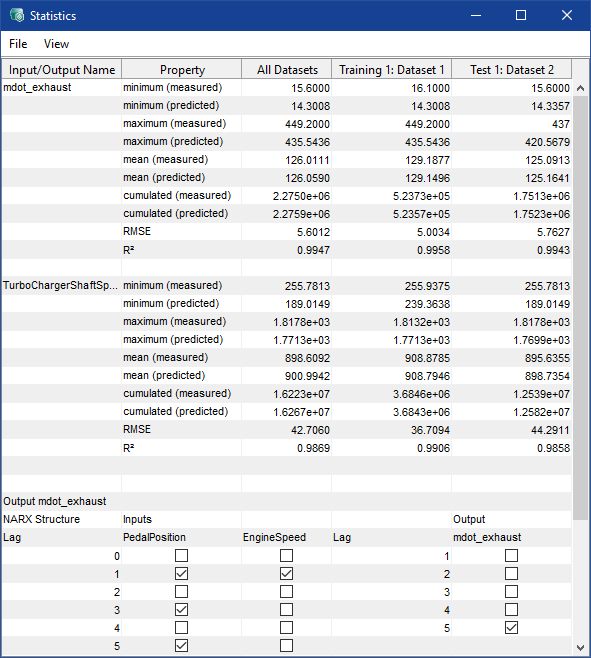 Statistics
File View
Input/Output Name Property All Datasets Training 1: Dataset 1 Test 1: Dataset 2
mdot_exhaust minimum (measured) 15.6000 16.1000 15.6000
minimum (predicted) 14.3008 14.3008 14.3357
maximum (measured) 449.2000 449.2000 437
maximum (predicted) 435.5436 435.5436 420.5679
mean (measured) 126.0111 129.1877 125.0913
mean (predicted) 126.0590 129.1496 125.1641
cumulated (measured) 2.2750e+06 5.2373e+05 1.7513e+06
cumulated (predicted) 2.2759e+06 5.2357e+05 1.7523e+06
RMSE 5.6012 5.0034 5.7627
R² 0.9947 0.9958 0.9943
TurboChargerShaftSp... minimum (measured) 255.7813 255.9375 255.7813
minimum (predicted) 189.0149 239.3638 189.0149
maximum (measured) 1.8178e+03 1.8132e+03 1.8178e+03
maximum (predicted) 1.7713e+03 1.7713e+03 1.7699e+03
mean (measured) 898.6092 908.8785 895.6355
mean (predicted) 900.9942 908.7946 898.7354
cumulated (measured) 1.6223e+07 3.6846e+06 1.2539e+07
cumulated (predicted) 1.6267e+07 3.6843e+06 1.2582e+07
RMSE 42.7060 36.7094 44.2911
R² 0.9869 0.9906 0.9858
Output mdot_exhaust
NARX Structure Inputs Output
Lag PedalPosition EngineSpeed Lag mdot_exhaust
0 1
1 2
2 3
3 4
4 5
5